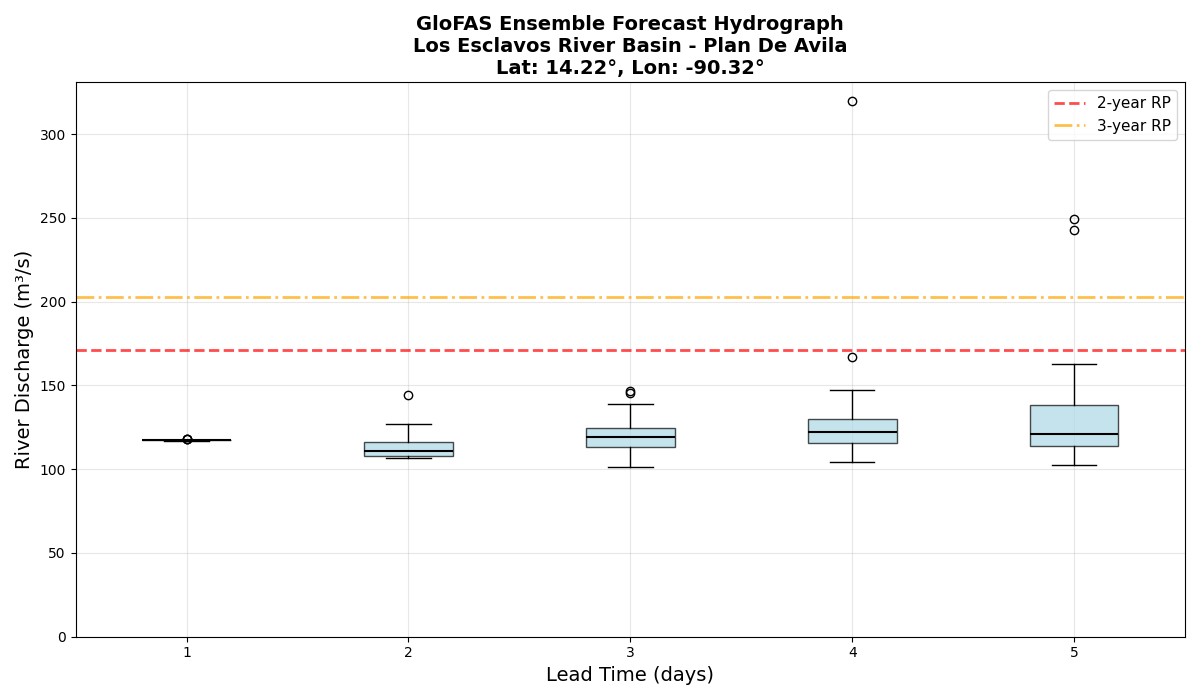 GloFAS Ensemble Forecast Hydrograph
Los Esclavos River Basin - Plan De Avila
Lat: 14.22°, Lon: -90.32°
2-year RP
3-year RP
River Discharge (m³/s)
300
250
200
150
100
50
0
1 2 3 4 5
Lead Time (days)